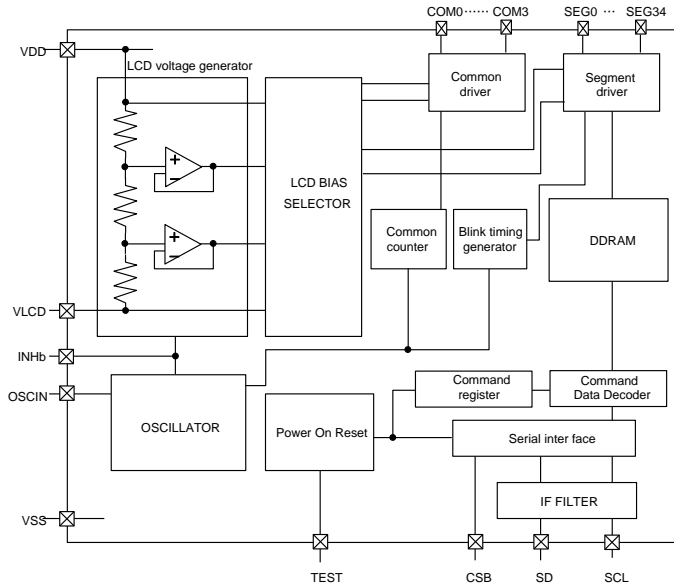 COM0 ······ COM3
SEG0 ··· SEG34
VDD
LCD voltage generator
Common
driver
Segment
driver
LCD BIAS
SELECTOR
Common
counter
Blink timing
generator
DDRAM
VLCD
INHb
OSCIN
OSCILLATOR
Command
register
Command
Data Decoder
Power On Reset
Serial inter face
IF FILTER
VSS
TEST
CSB
SD
SCL